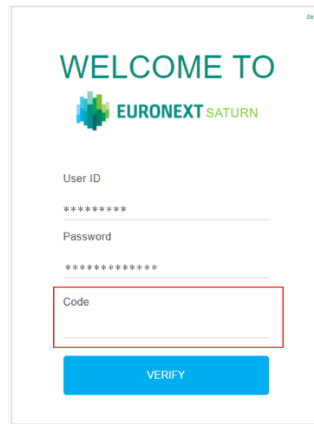 WELCOME TO
EURONEXT SATURN
User ID
*********
Password
*************
Code
VERIFY